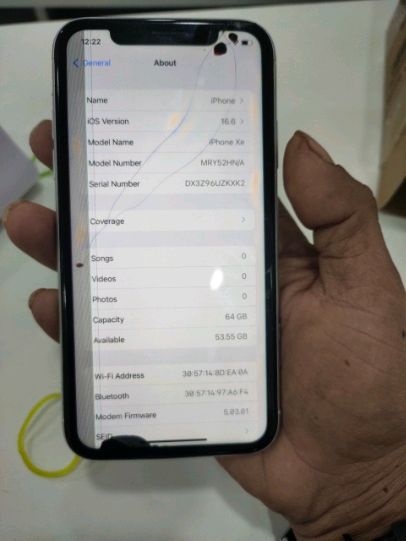 12:22
General
About
Name iPhone
iOS Version 16.6
Model Name iPhone Xʀ
Model Number MRY52HN/A
Serial Number DX3Z96UZKXK2
Coverage
Songs 0
Videos 0
Photos 0
Capacity 64 GB
Available 53.55 GB
Wi-Fi Address 30:57:14:8D:EA:0A
Bluetooth 30:57:14:97:A6:F4
Modem Firmware 5.03.01
SEID